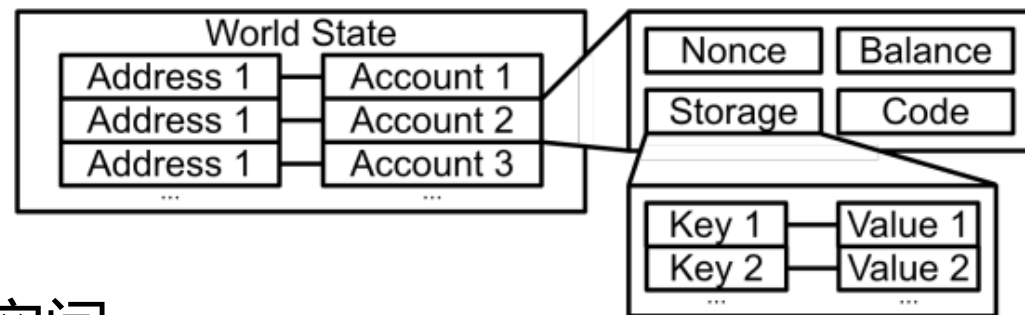 World State
Address 1 Account 1
Address 1 Account 2
Address 1 Account 3
... ...
Nonce Balance
Storage Code
Key 1 Value 1
Key 2 Value 2
... ...